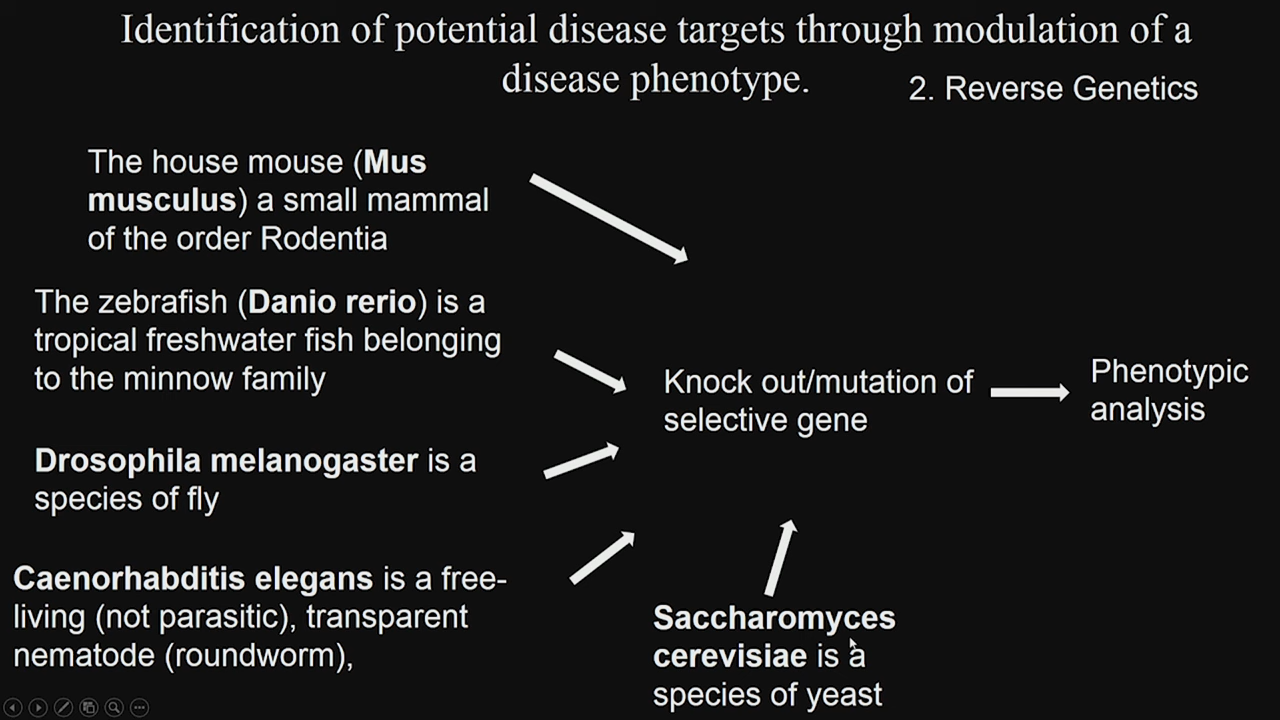 Identification of potential disease targets through modulation of a
disease phenotype.
2. Reverse Genetics
The house mouse (Mus
musculus) a small mammal
of the order Rodentia
The zebrafish (Danio rerio) is a
tropical freshwater fish belonging
to the minnow family
Knock out/mutation of
selective gene
Phenotypic
analysis
Drosophila melanogaster is a
species of fly
Caenorhabditis elegans is a free-
living (not parasitic), transparent
nematode (roundworm),
Saccharomyces
cerevisiae is a
species of yeast